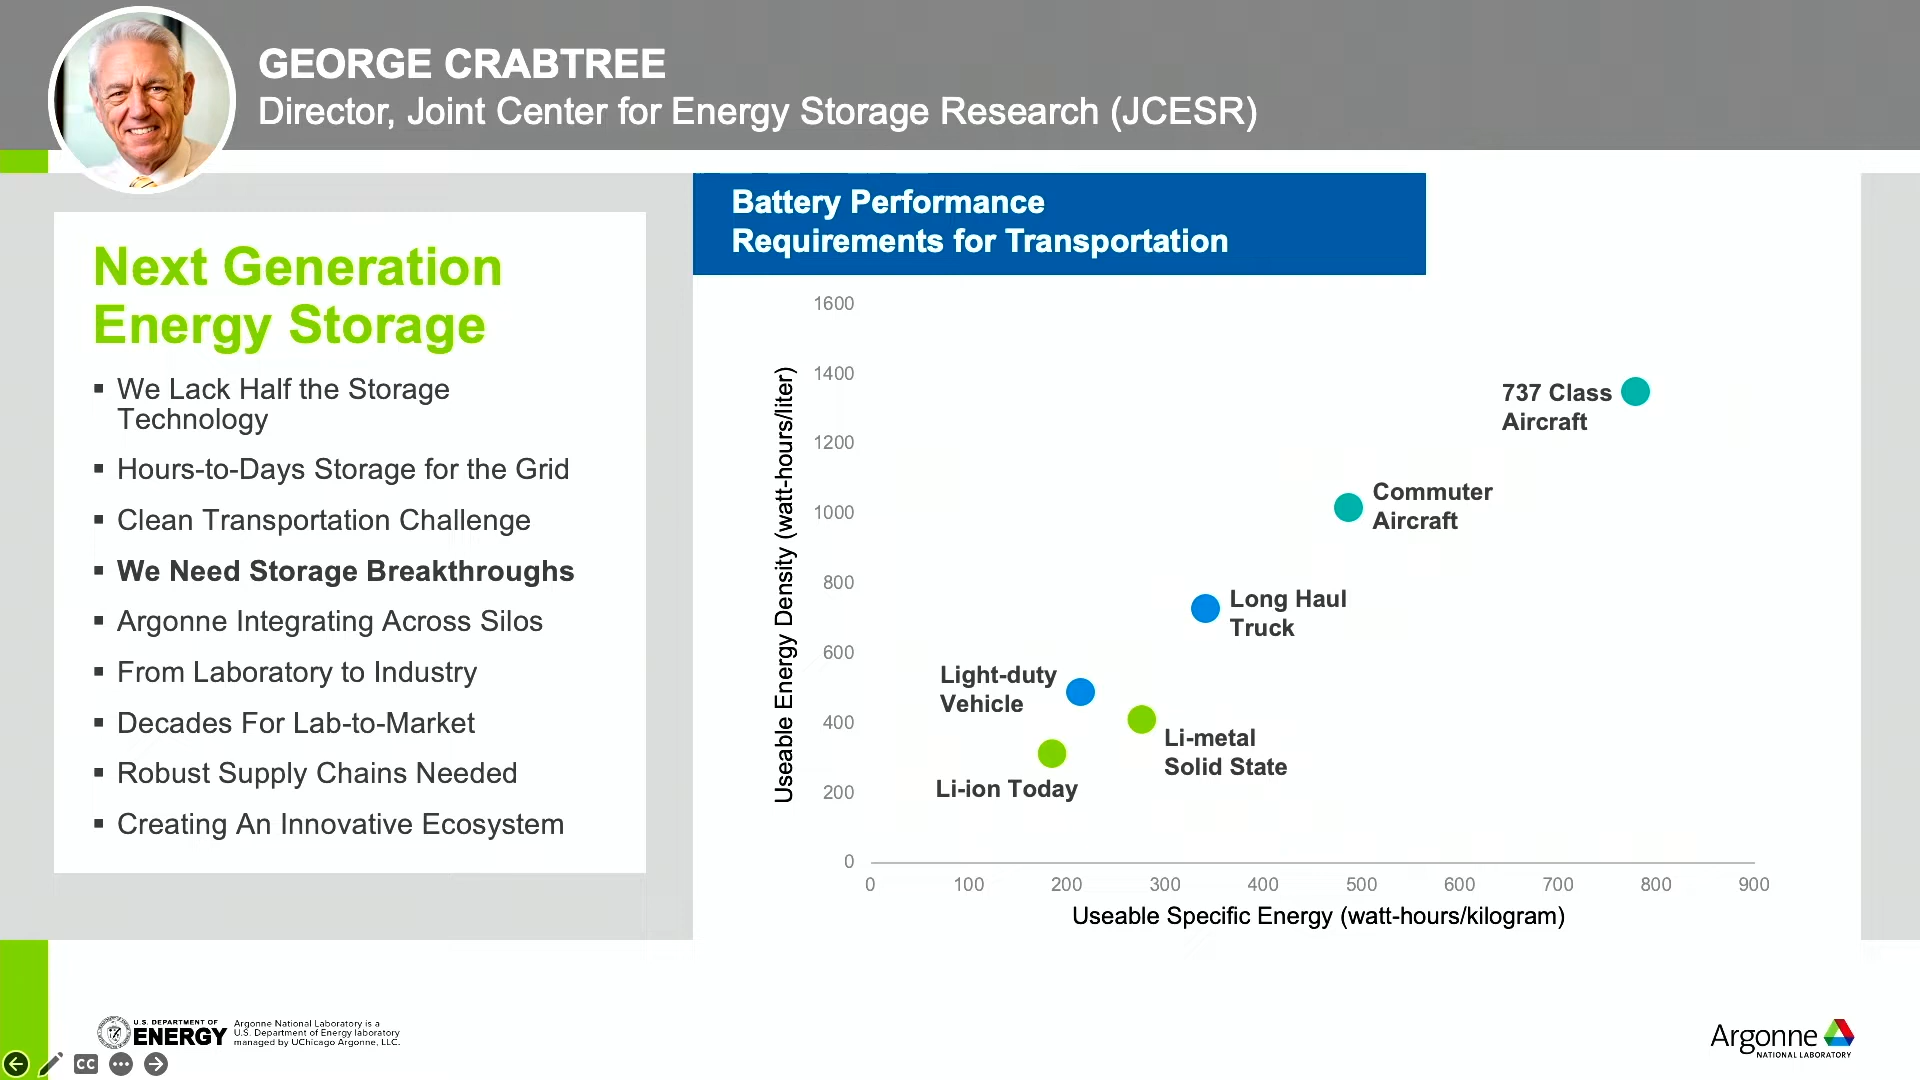 GEORGE CRABTREE
Director, Joint Center for Energy Storage Research (JCESR)
Next Generation
Energy Storage
▪ We Lack Half the Storage
Technology
▪ Hours-to-Days Storage for the Grid
▪ Clean Transportation Challenge
▪ We Need Storage Breakthroughs
▪ Argonne Integrating Across Silos
▪ From Laboratory to Industry
▪ Decades For Lab-to-Market
▪ Robust Supply Chains Needed
▪ Creating An Innovative Ecosystem
Battery Performance
Requirements for Transportation
Useable Energy Density (watt-hours/liter)
1600
1400
1200
1000
800
600
400
200
0
737 Class
Aircraft
Commuter
Aircraft
Long Haul
Truck
Light-duty
Vehicle
Li-metal
Solid State
Li-ion Today
0 100 200 300 400 500 600 700 800 900
Useable Specific Energy (watt-hours/kilogram)
U.S. DEPARTMENT OF
ENERGY
Argonne National Laboratory is a
U.S. Department of Energy laboratory
managed by UChicago Argonne, LLC.
CC
Argonne
NATIONAL LABORATORY